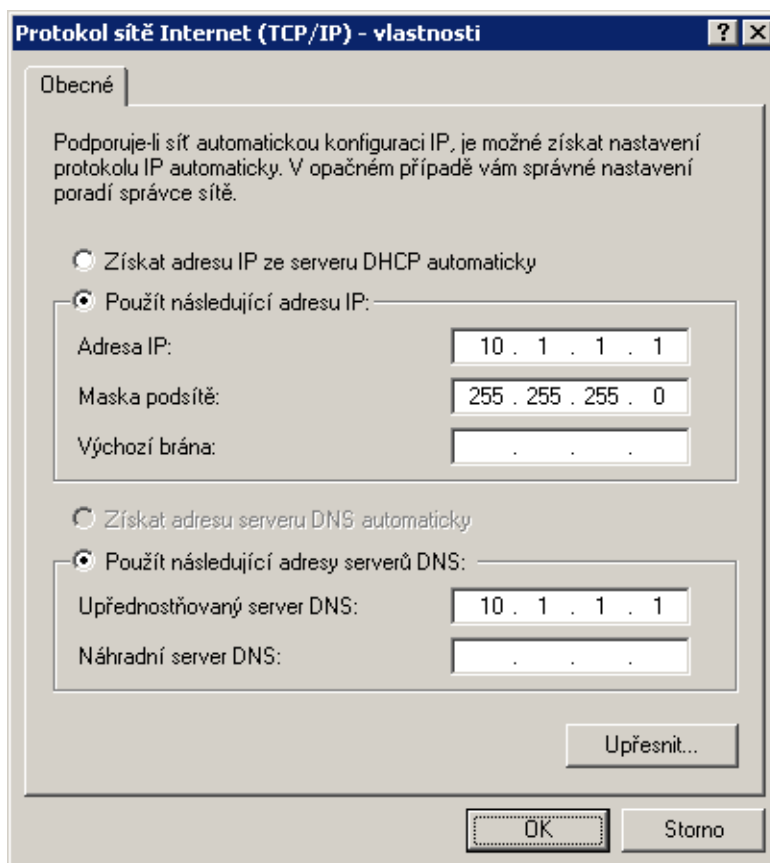 Protokol sítě Internet (TCP/IP) - vlastnosti
Obecné
Podporuje-li síť automatickou konfiguraci IP, je možné získat nastavení
protokolu IP automaticky. V opačném případě vám správné nastavení
poradí správce sítě.
Získat adresu IP ze serveru DHCP automaticky
Použít následující adresu IP:
Adresa IP: 10 . 1 . 1 . 1
Maska podsítě: 255 . 255 . 255 . 0
Výchozí brána: . . .
Získat adresu serveru DNS automaticky
Použít následující adresy serverů DNS:
Upřednostňovaný server DNS: 10 . 1 . 1 . 1
Náhradní server DNS: . . .
Upřesnit...
OK Storno